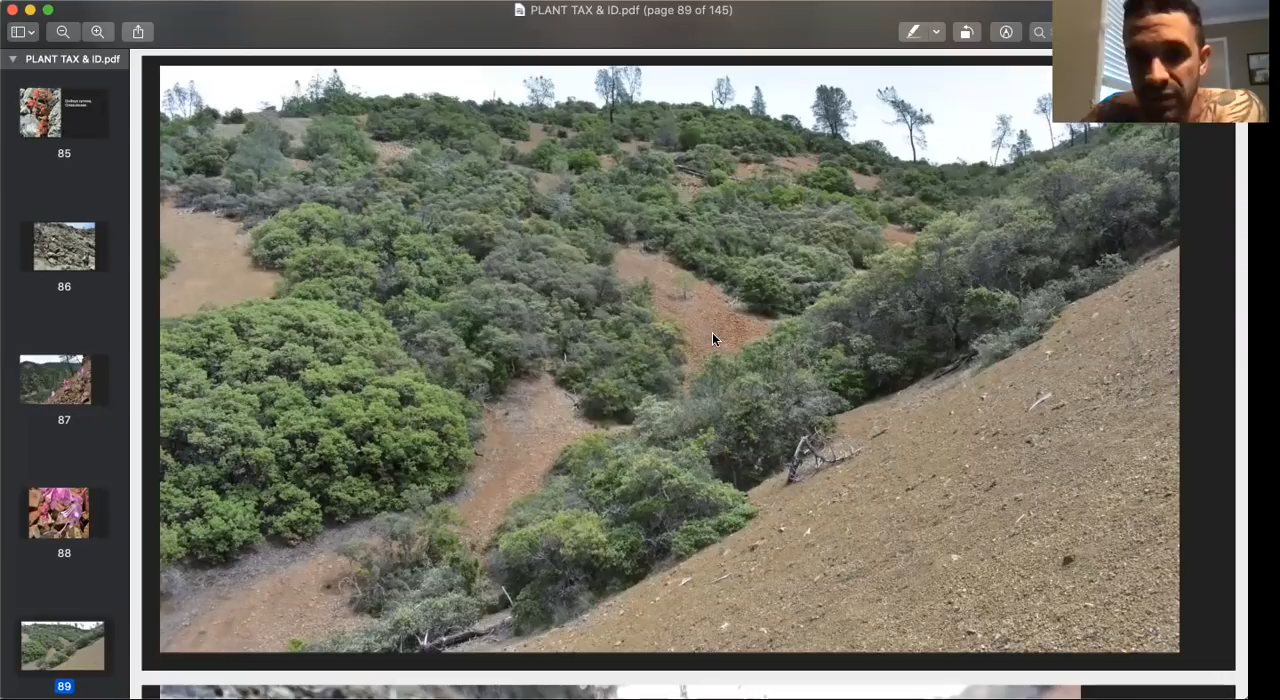 PLANT TAX & ID.pdf (page 89 of 145)
PLANT TAX & ID.pdf
85
86
87
88
89